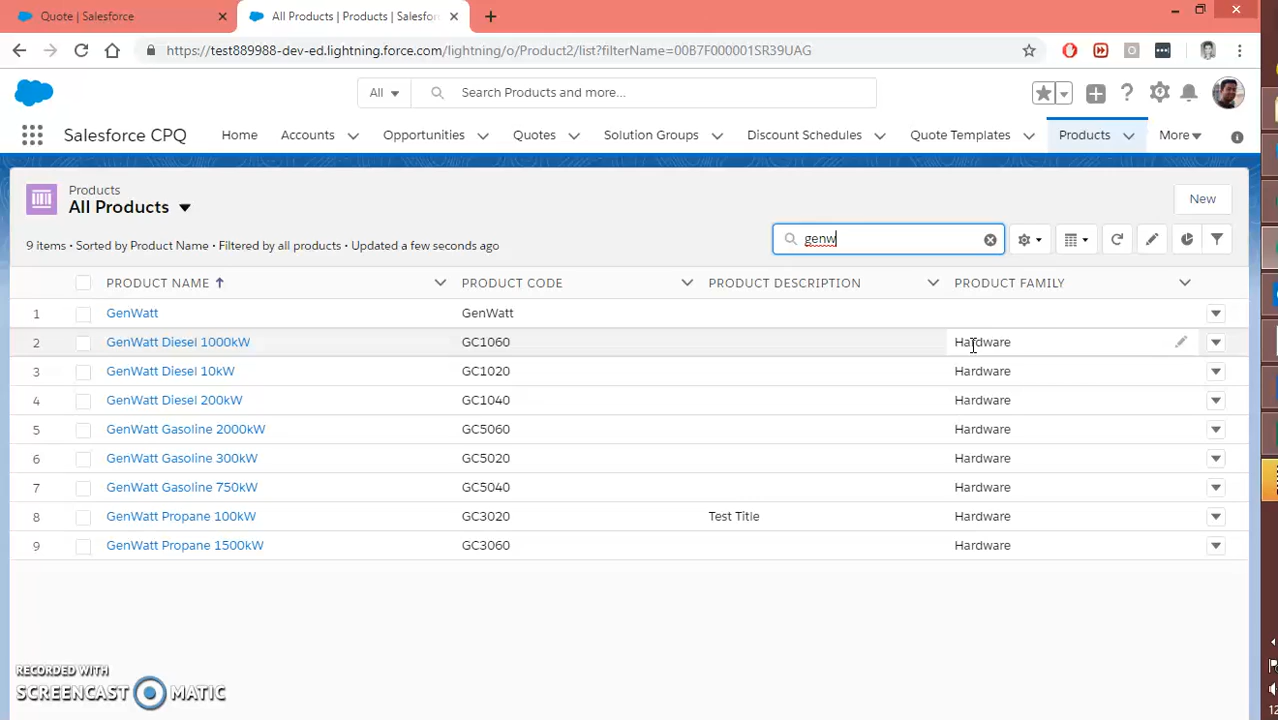 Quote | Salesforce
All Products | Products | Salesfor
https://test889988-dev-ed.lightning.force.com/lightning/o/Product2/list?filterName=00B7F000001SR39UAG
All
Search Products and more...
Salesforce CPQ
Home
Accounts
Opportunities
Quotes
Solution Groups
Discount Schedules
Quote Templates
Products
More
Products
All Products
New
9 items • Sorted by Product Name • Filtered by all products • Updated a few seconds ago
genw
PRODUCT NAME PRODUCT CODE PRODUCT DESCRIPTION PRODUCT FAMILY
1 GenWatt GenWatt
2 GenWatt Diesel 1000kW GC1060 Hardware
3 GenWatt Diesel 10kW GC1020 Hardware
4 GenWatt Diesel 200kW GC1040 Hardware
5 GenWatt Gasoline 2000kW GC5060 Hardware
6 GenWatt Gasoline 300kW GC5020 Hardware
7 GenWatt Gasoline 750kW GC5040 Hardware
8 GenWatt Propane 100kW GC3020 Test Title Hardware
9 GenWatt Propane 1500kW GC3060 Hardware
RECORDED WITH
SCREENCAST MATIC